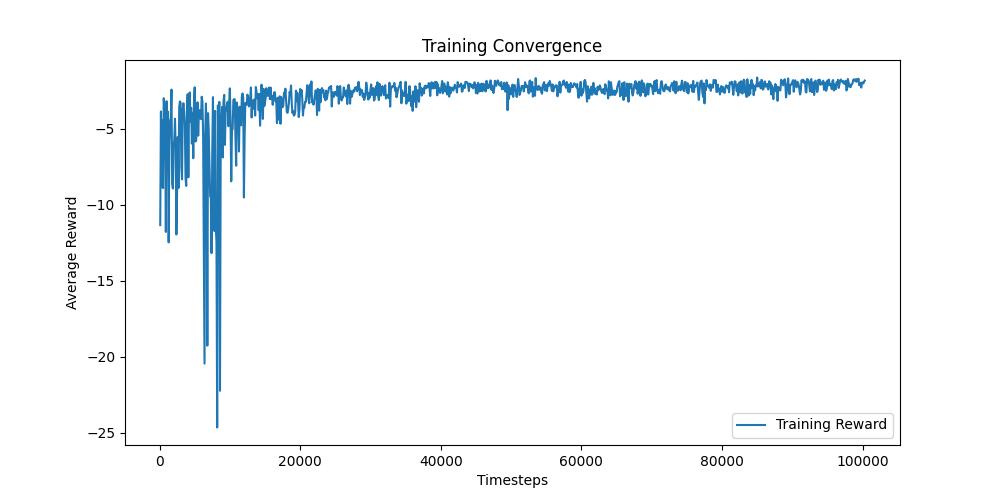 Training Convergence
Average Reward
−5
−10
−15
−20
−25
0
20000
40000
60000
80000
100000
Timesteps
Training Reward